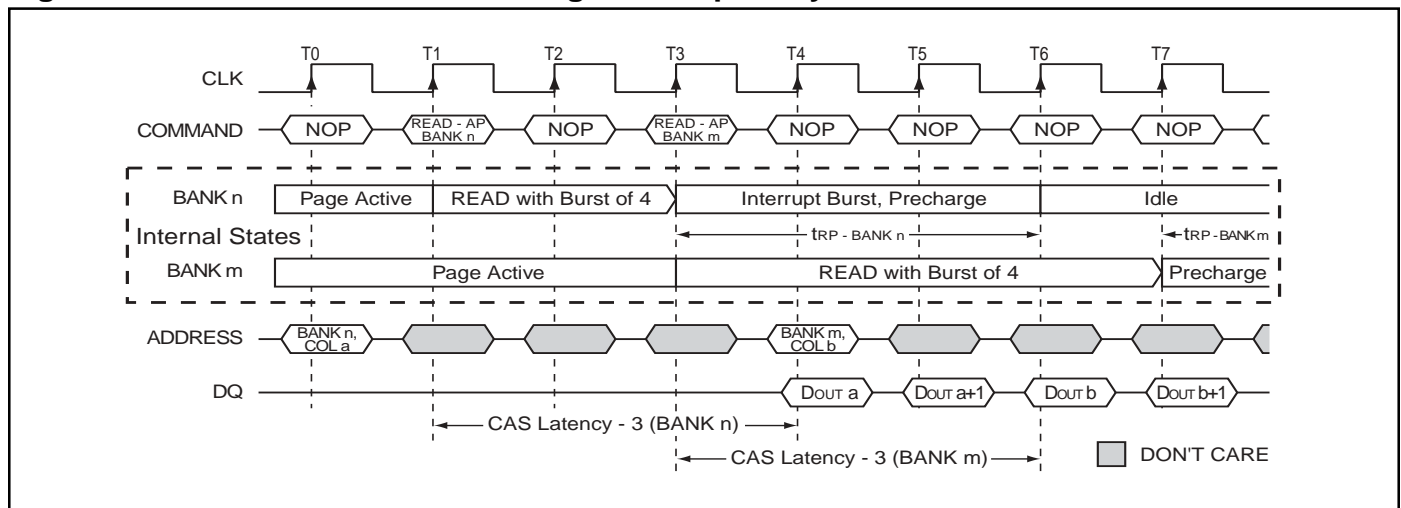 T0 T1 T2 T3 T4 T5 T6 T7
CLK
COMMAND NOP READ - AP BANK n NOP READ - AP BANK m NOP NOP NOP NOP
BANK n Page Active READ with Burst of 4 Interrupt Burst, Precharge Idle
Internal States tRP - BANK n tRP - BANK m
BANK m Page Active READ with Burst of 4 Precharge
ADDRESS BANK n, COL a BANK m, COL b
DQ DOUT a DOUT a+1 DOUT b DOUT b+1
CAS Latency - 3 (BANK n)
CAS Latency - 3 (BANK m) DON'T CARE